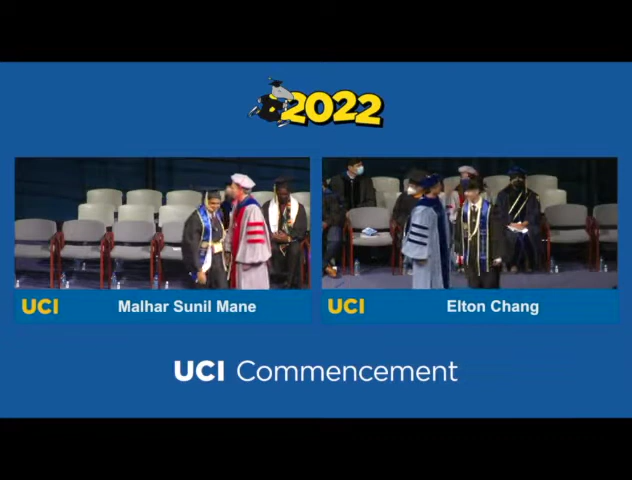 2022
UCI Malhar Sunil Mane
UCI Elton Chang
UCI Commencement